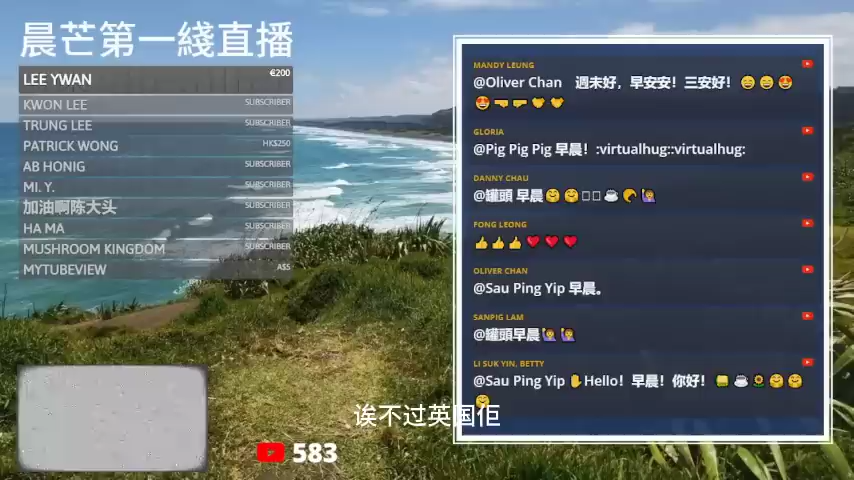 晨芒第一綫直播
LEE YWAN €200
KWON LEE SUBSCRIBER
TRUNG LEE SUBSCRIBER
PATRICK WONG HK$250
AB HONIG SUBSCRIBER
MI. Y. SUBSCRIBER
加油啊陈大头 SUBSCRIBER
HA MA SUBSCRIBER
MUSHROOM KINGDOM SUBSCRIBER
MYTUBEVIEW A$5
MANDY LEUNG
@Oliver Chan 週未好，早安安！三安好！😄😄😍
😍🤜🤛🐥🐥
GLORIA
@Pig Pig Pig 早晨！:virtualhug::virtualhug:
DANNY CHAU
@罐頭 早晨🤗🤗☕🥐🙋
FONG LEONG
👍👍👍❤❤❤
OLIVER CHAN
@Sau Ping Yip 早晨。
SANPIG LAM
@罐頭早晨🙋🙋
LI SUK YIN, BETTY
@Sau Ping Yip ✋Hello！早晨！你好！🍞☕🌻🤗🤗
🤗
诶不过英国佢
583